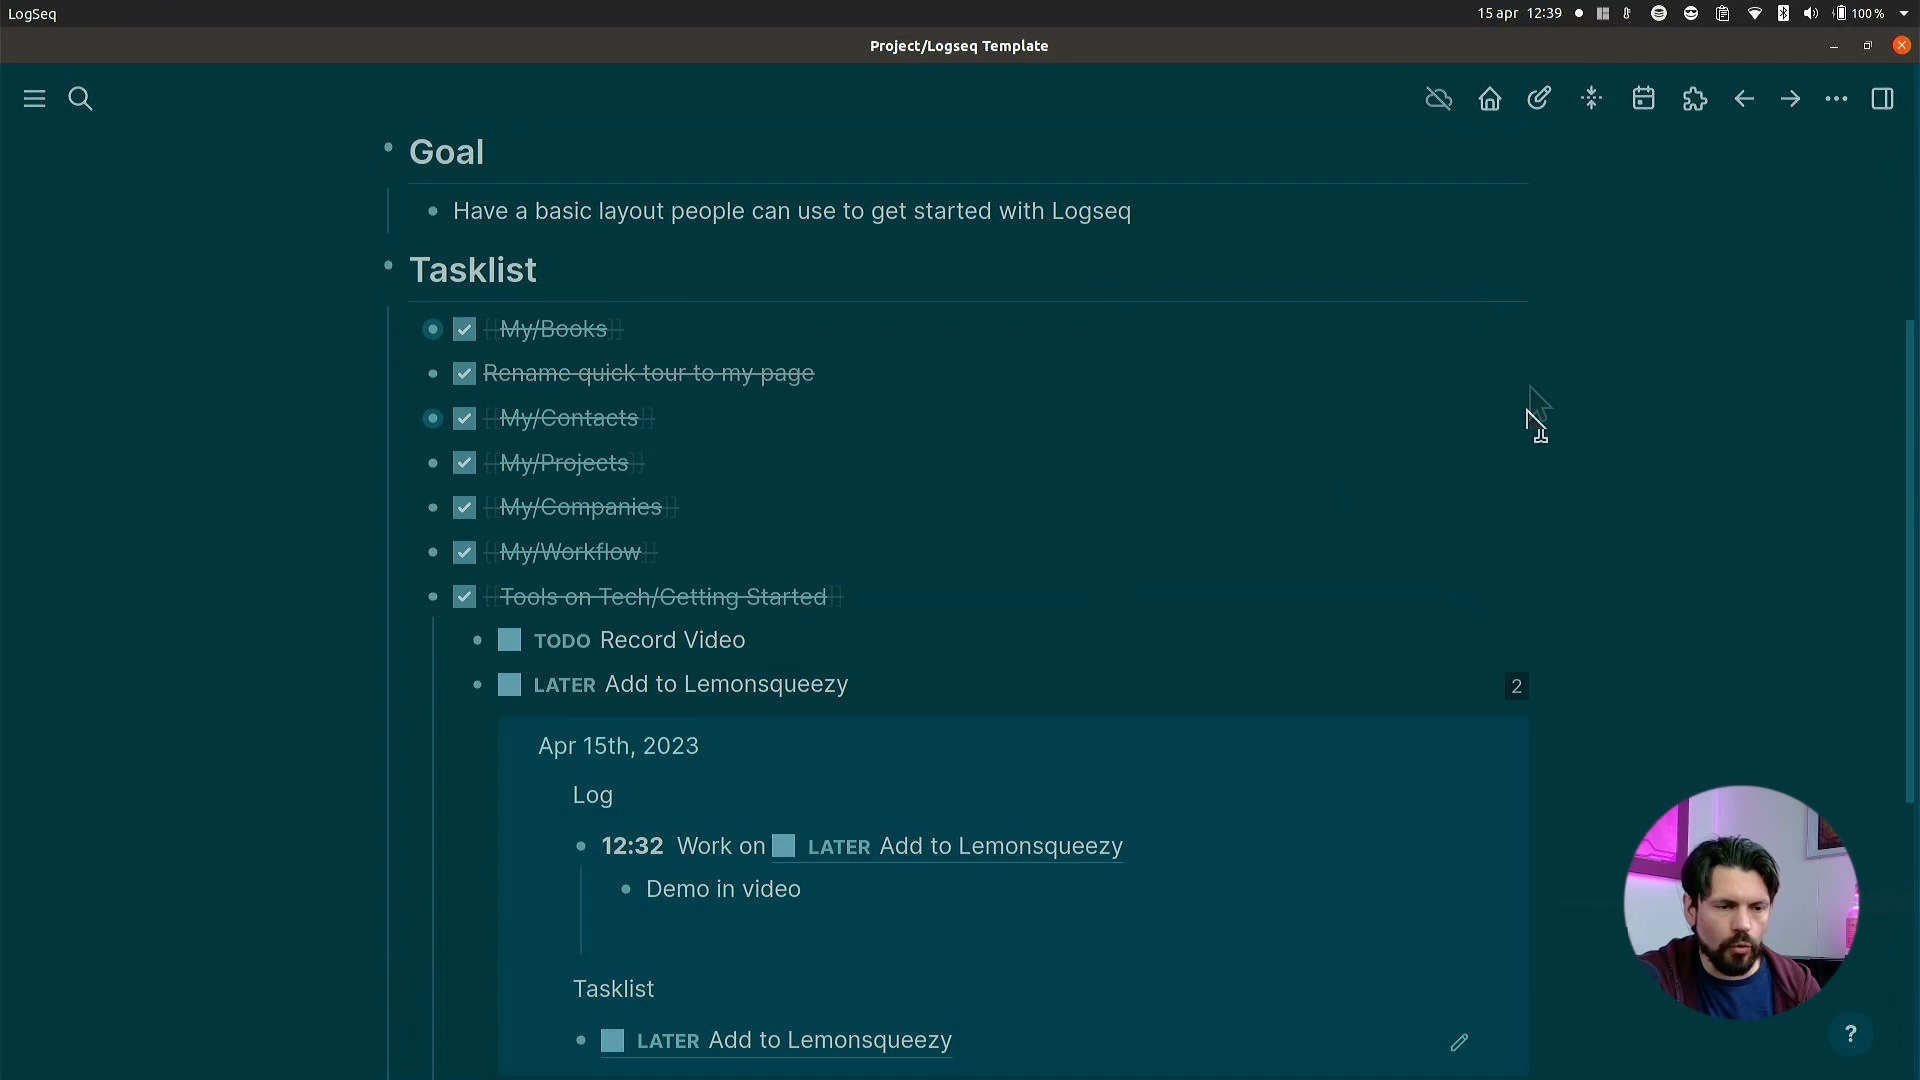 LogSeq
15 apr 12:39
100 %
Project/Logseq Template
Goal
Have a basic layout people can use to get started with Logseq
Tasklist
[[My/Books]]
Rename quick tour to my page
[[My/Contacts]]
[[My/Projects]]
[[My/Companies]]
[[My/Workflow]]
[[Tools on Tech/Getting Started]]
TODO Record Video
LATER Add to Lemonsqueezy
2
Apr 15th, 2023
Log
12:32 Work on LATER Add to Lemonsqueezy
Demo in video
Tasklist
LATER Add to Lemonsqueezy
?